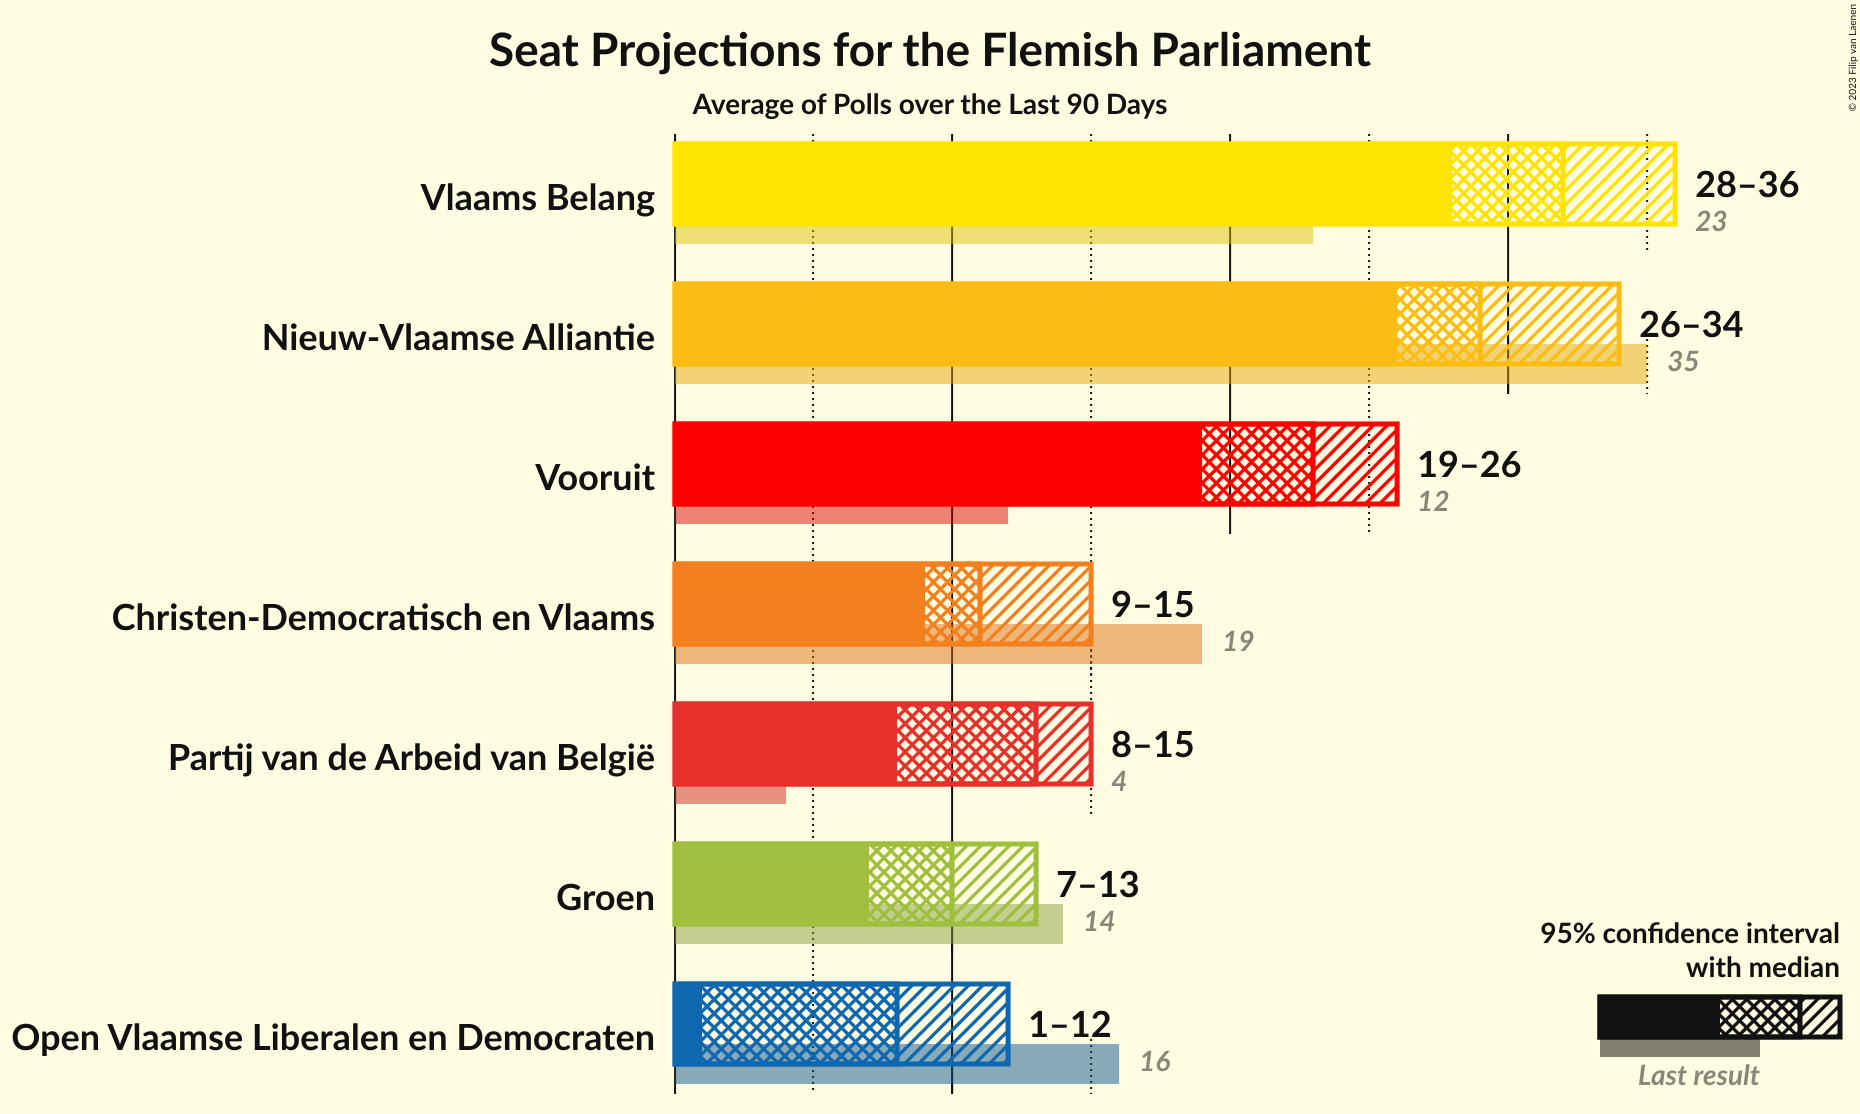 Seat Projections for the Flemish Parliament
Average of Polls over the Last 90 Days
© 2023 Filip van Laenen
Vlaams Belang
28–36
23
Nieuw-Vlaamse Alliantie
26–34
35
Vooruit
19–26
12
Christen-Democratisch en Vlaams
9–15
19
Partij van de Arbeid van België
8–15
4
Groen
7–13
14
Open Vlaamse Liberalen en Democraten
1–12
16
95% confidence interval
with median
Last result